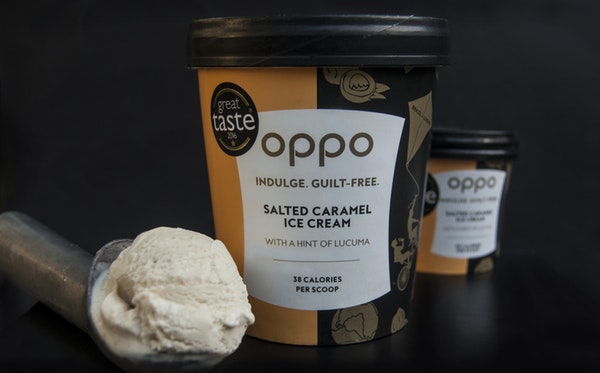 great
taste
2016
oppo
INDULGE. GUILT-FREE.
SALTED CARAMEL
ICE CREAM
WITH A HINT OF LUCUMA
38 CALORIES
PER SCOOP
oppo
INDULGE. GUILT-FREE.
SALTED CARAMEL
ICE CREAM